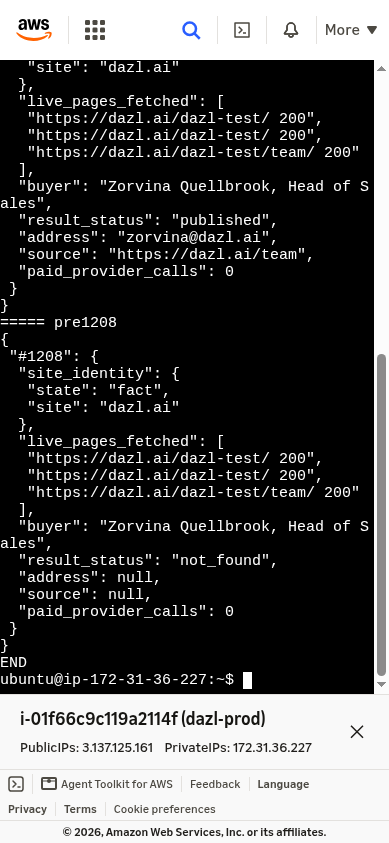 aws
More
"site": "dazl.ai"
},
"live_pages_fetched": [
"https://dazl.ai/dazl-test/ 200",
"https://dazl.ai/dazl-test/ 200",
"https://dazl.ai/dazl-test/team/ 200"
],
"buyer": "Zorvina Quellbrook, Head of S
ales",
"result_status": "published",
"address": "zorvina@dazl.ai",
"source": "https://dazl.ai/team",
"paid_provider_calls": 0
}
}
===== pre1208
{
"#1208": {
"site_identity": {
"state": "fact",
"site": "dazl.ai"
},
"live_pages_fetched": [
"https://dazl.ai/dazl-test/ 200",
"https://dazl.ai/dazl-test/ 200",
"https://dazl.ai/dazl-test/team/ 200"
],
"buyer": "Zorvina Quellbrook, Head of S
ales",
"result_status": "not_found",
"address": null,
"source": null,
"paid_provider_calls": 0
}
}
END
ubuntu@ip-172-31-36-227:~$
i-01f66c9c119a2114f (dazl-prod)
PublicIPs: 3.137.125.161 PrivateIPs: 172.31.36.227
Agent Toolkit for AWS Feedback Language
Privacy Terms Cookie preferences
© 2026, Amazon Web Services, Inc. or its affiliates.